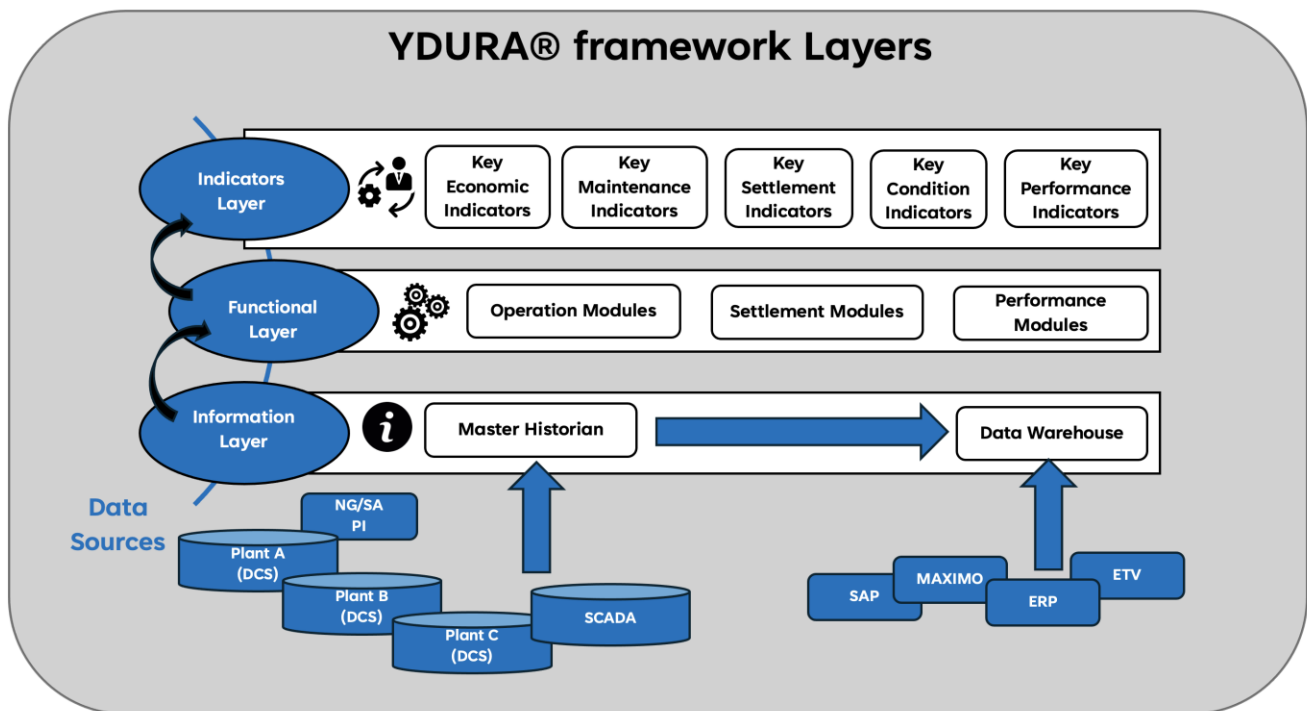 YDURA® framework Layers
Indicators
Layer
Key
Economic
Indicators
Key
Maintenance
Indicators
Key
Settlement
Indicators
Key
Condition
Indicators
Key
Performance
Indicators
Functional
Layer
Operation Modules
Settlement Modules
Performance
Modules
Information
Layer
i
Master Historian
Data Warehouse
Data
Sources
NG/SA
PI
Plant A
(DCS)
Plant B
(DCS)
Plant C
(DCS)
SCADA
SAP
MAXIMO
ERP
ETV